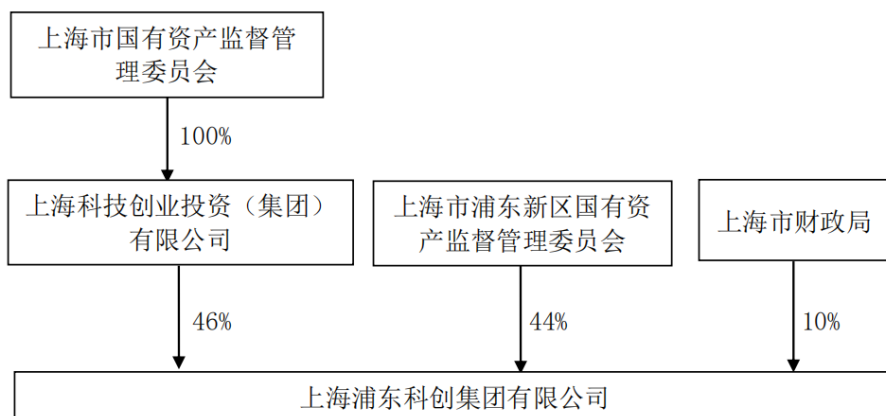 上海市国有资产监督管
理委员会
100%
上海科技创业投资（集团）
有限公司
上海市浦东新区国有资
产监督管理委员会
上海市财政局
46%
44%
10%
上海浦东科创集团有限公司